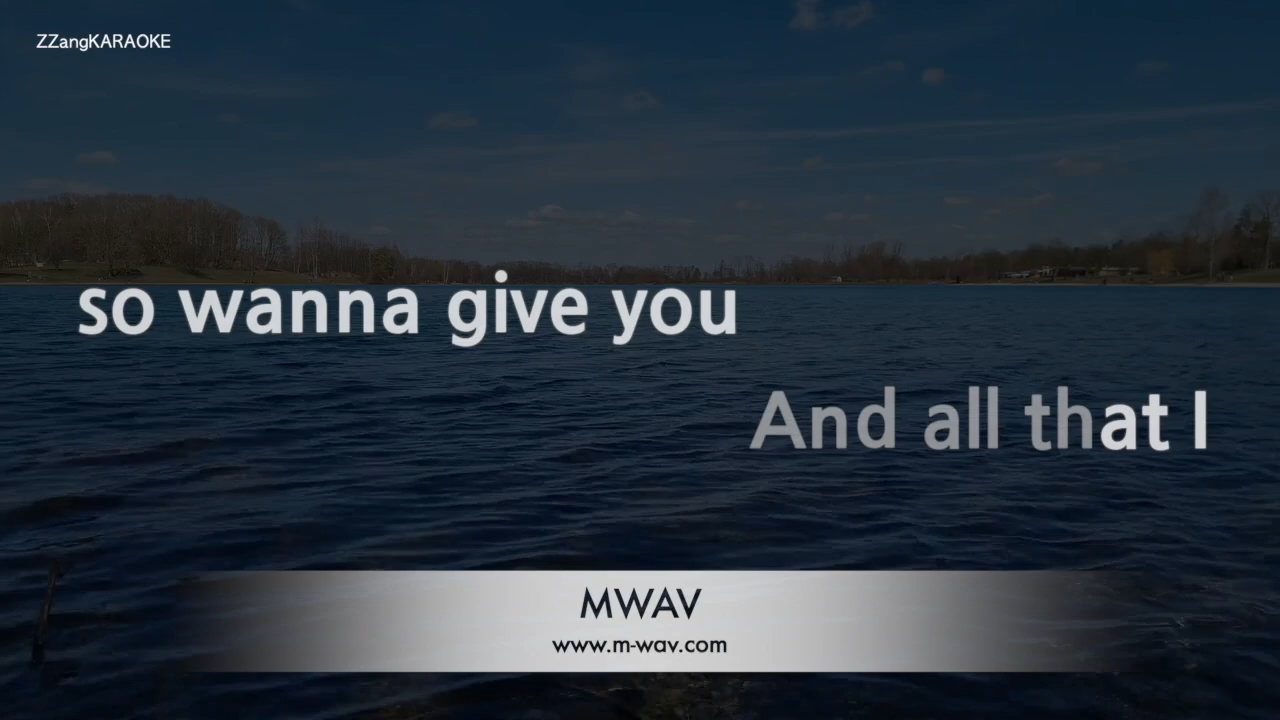 ZZangKARAOKE
so wanna give you
And all that I
MWAV
www.m-wav.com